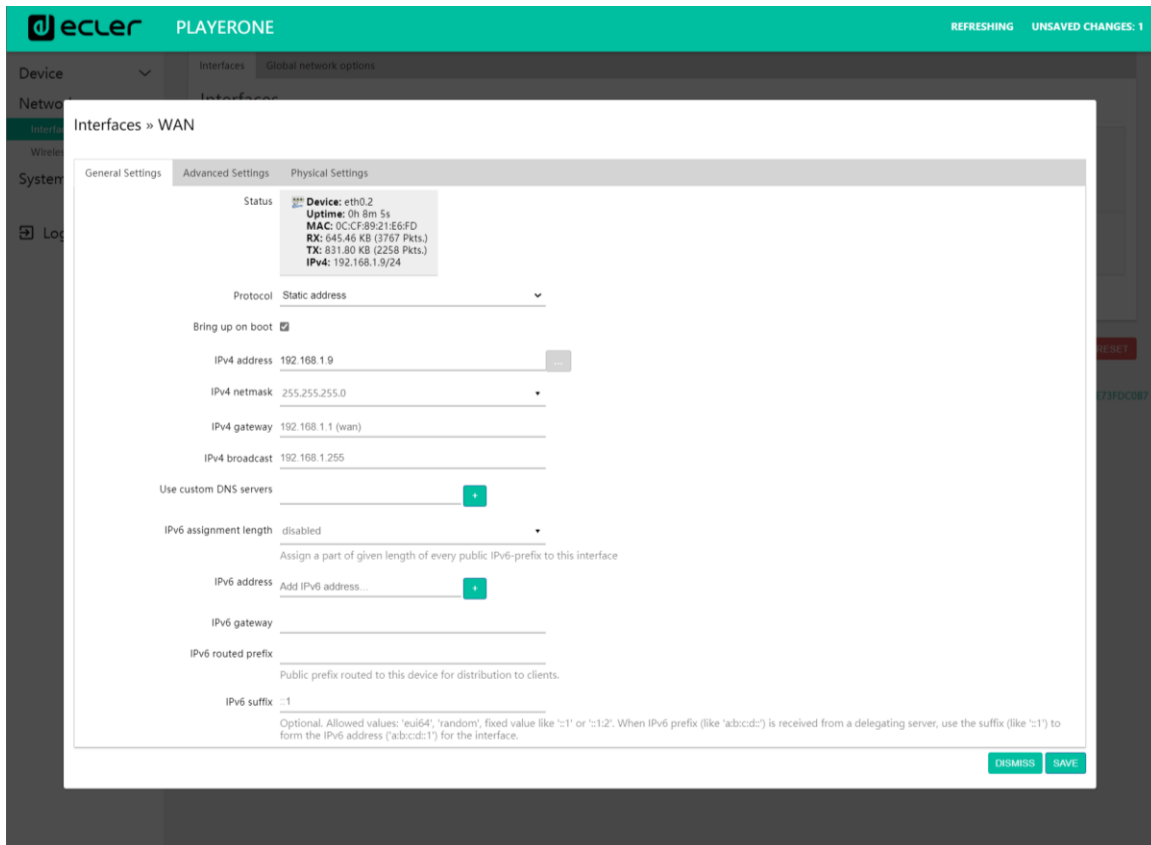 ecler PLAYERONE REFRESHING UNSAVED CHANGES: 1
Device
Interfaces Global network options
Interfaces
Interfaces » WAN
System
General Settings Advanced Settings Physical Settings
Status
Device: eth0.2
Uptime: 0h 8m 5s
MAC: 0C:CF:89:21:E6:FD
RX: 645.46 KB (3767 Pkts.)
TX: 831.80 KB (2258 Pkts.)
IPv4: 192.168.1.9/24
Protocol Static address
Bring up on boot
IPv4 address 192.168.1.9 ...
RESET
IPv4 netmask 255.255.255.0
E73FDC0B7
IPv4 gateway 192.168.1.1 (wan)
IPv4 broadcast 192.168.1.255
Use custom DNS servers +
IPv6 assignment length disabled
Assign a part of given length of every public IPv6-prefix to this interface
IPv6 address Add IPv6 address... +
IPv6 gateway
IPv6 routed prefix
Public prefix routed to this device for distribution to clients.
IPv6 suffix ::1
Optional. Allowed values: 'eui64', 'random', fixed value like '::1' or '::1:2'. When IPv6 prefix (like 'a:b:c:d::') is received from a delegating server, use the suffix (like '::1') to
form the IPv6 address ('a:b:c:d::1') for the interface.
DISMISS SAVE